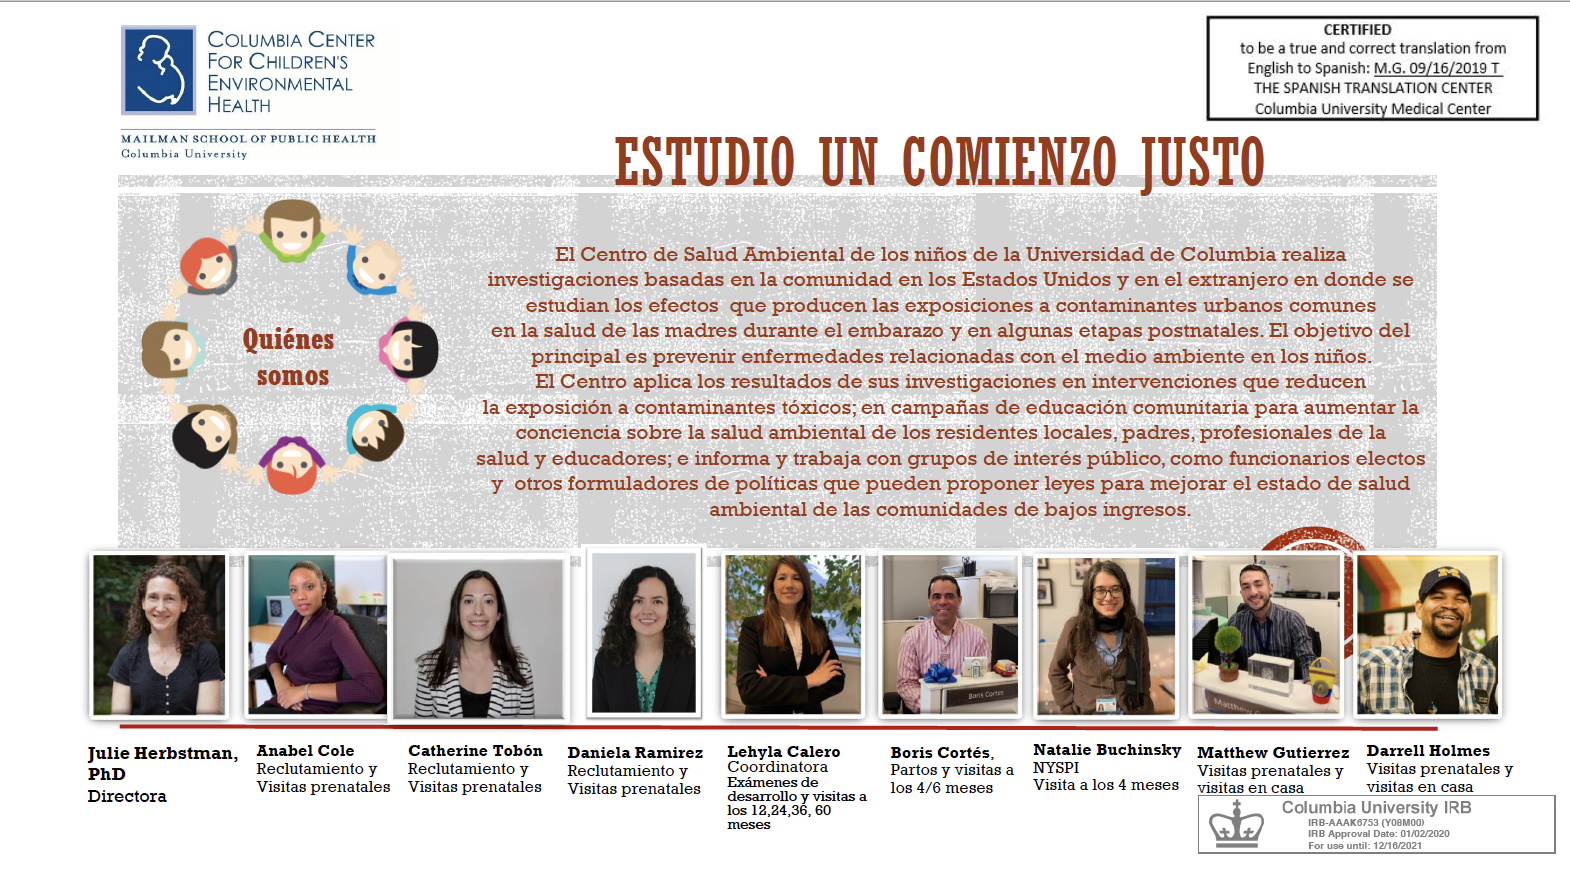 COLUMBIA CENTER
FOR CHILDREN'S
ENVIRONMENTAL
HEALTH
MAILMAN SCHOOL OF PUBLIC HEALTH
Columbia University
CERTIFIED
to be a true and correct translation from
English to Spanish: M.G. 09/16/2019 T
THE SPANISH TRANSLATION CENTER
Columbia University Medical Center
ESTUDIO UN COMIENZO JUSTO
Quiénes
somos
El Centro de Salud Ambiental de los niños de la Universidad de Columbia realiza
investigaciones basadas en la comunidad en los Estados Unidos y en el extranjero en donde se
estudian los efectos que producen las exposiciones a contaminantes urbanos comunes
en la salud de las madres durante el embarazo y en algunas etapas postnatales. El objetivo del
principal es prevenir enfermedades relacionadas con el medio ambiente en los niños.
El Centro aplica los resultados de sus investigaciones en intervenciones que reducen
la exposición a contaminantes tóxicos; en campañas de educación comunitaria para aumentar la
conciencia sobre la salud ambiental de los residentes locales, padres, profesionales de la
salud y educadores; e informa y trabaja con grupos de interés público, como funcionarios electos
y otros formuladores de políticas que pueden proponer leyes para mejorar el estado de salud
ambiental de las comunidades de bajos ingresos.
Boris Cortés
Matthew
Julie Herbstman,
PhD
Directora
Anabel Cole
Reclutamiento y
Visitas prenatales
Catherine Tobón
Reclutamiento y
Visitas prenatales
Daniela Ramirez
Reclutamiento y
Visitas prenatales
Lehyla Calero
Coordinatora
Exámenes de
desarrollo y visitas a
los 12,24,36, 60
meses
Boris Cortés,
Partos y visitas a
los 4/6 meses
Natalie Buchinsky
NYSPI
Visita a los 4 meses
Matthew Gutierrez
Visitas prenatales y
visitas en casa
Darrell Holmes
Visitas prenatales y
visitas en casa
Columbia University IRB
IRB-AAAK6753 (Y08M00)
IRB Approval Date: 01/02/2020
For use until: 12/16/2021